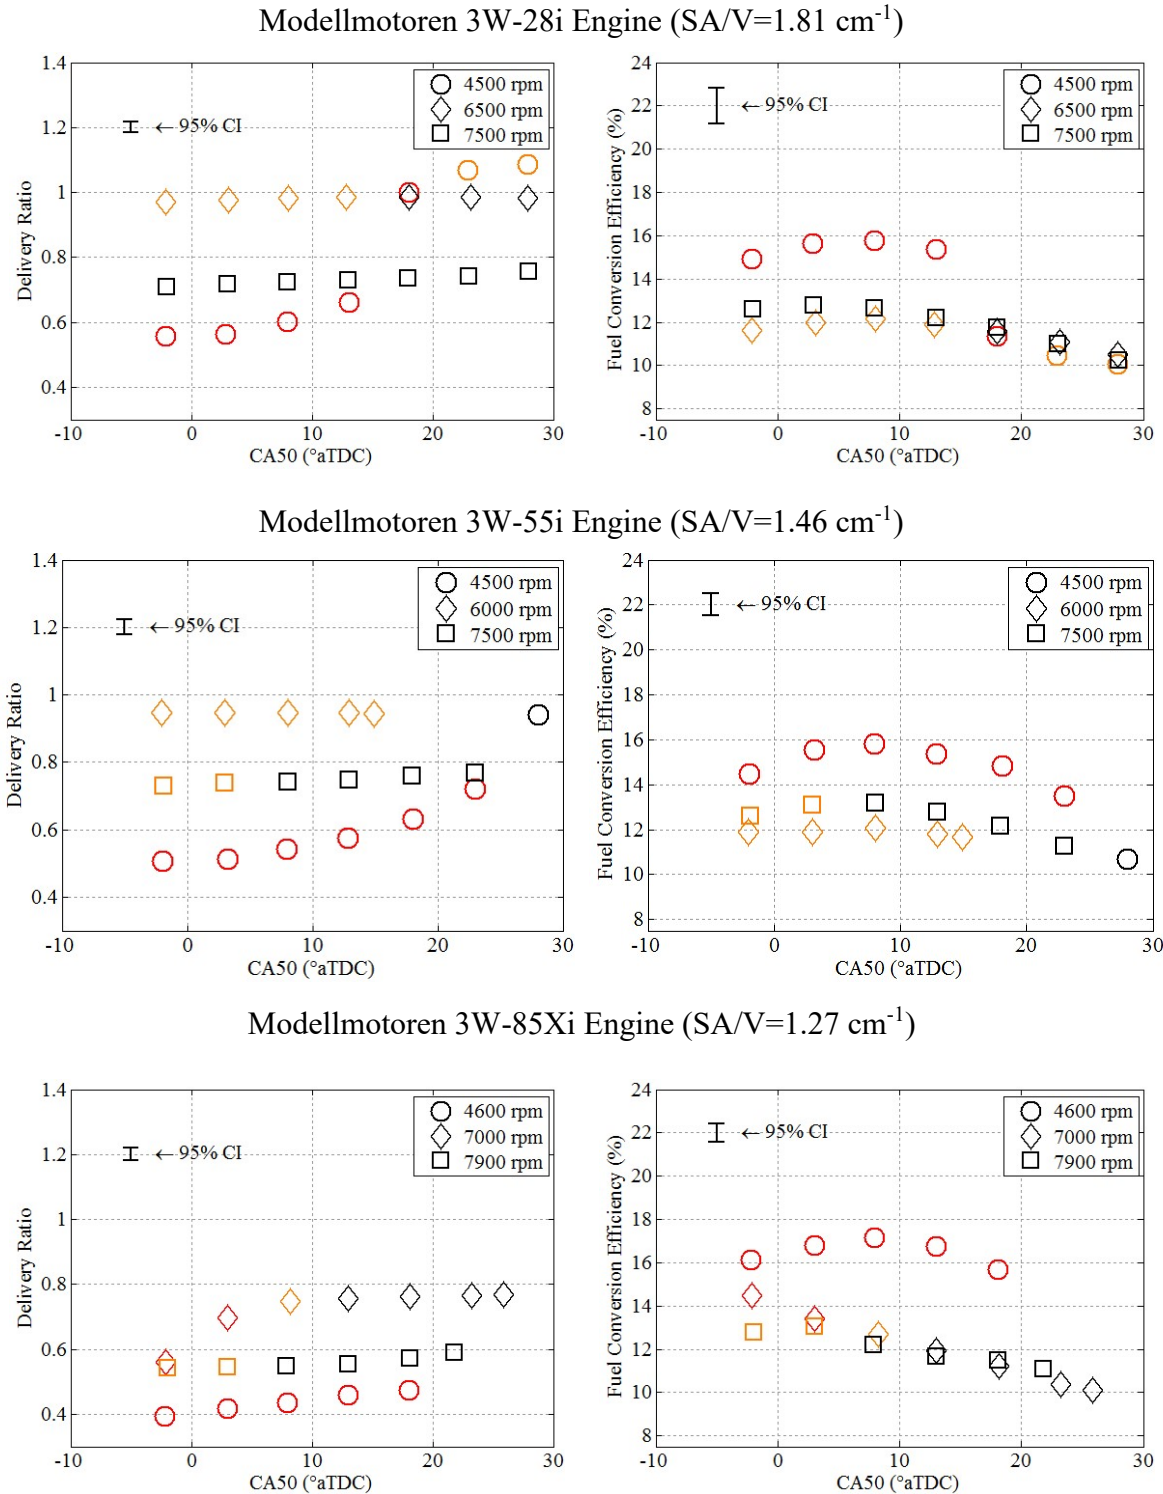 Modellmotoren 3W-28i Engine (SA/V=1.81 cm⁻¹)
1.4
1.2
1
0.8
0.6
0.4
-10
0
10
20
30
Delivery Ratio
CA50 (°aTDC)
← 95% CI
4500 rpm
6500 rpm
7500 rpm
24
22
20
18
16
14
12
10
8
-10
0
10
20
30
Fuel Conversion Efficiency (%)
CA50 (°aTDC)
← 95% CI
4500 rpm
6500 rpm
7500 rpm
Modellmotoren 3W-55i Engine (SA/V=1.46 cm⁻¹)
1.4
1.2
1
0.8
0.6
0.4
-10
0
10
20
30
Delivery Ratio
CA50 (°aTDC)
← 95% CI
4500 rpm
6000 rpm
7500 rpm
24
22
20
18
16
14
12
10
8
-10
0
10
20
30
Fuel Conversion Efficiency (%)
CA50 (°aTDC)
← 95% CI
4500 rpm
6000 rpm
7500 rpm
Modellmotoren 3W-85Xi Engine (SA/V=1.27 cm⁻¹)
1.4
1.2
1
0.8
0.6
0.4
-10
0
10
20
30
Delivery Ratio
CA50 (°aTDC)
← 95% CI
4600 rpm
7000 rpm
7900 rpm
24
22
20
18
16
14
12
10
8
-10
0
10
20
30
Fuel Conversion Efficiency (%)
CA50 (°aTDC)
← 95% CI
4600 rpm
7000 rpm
7900 rpm